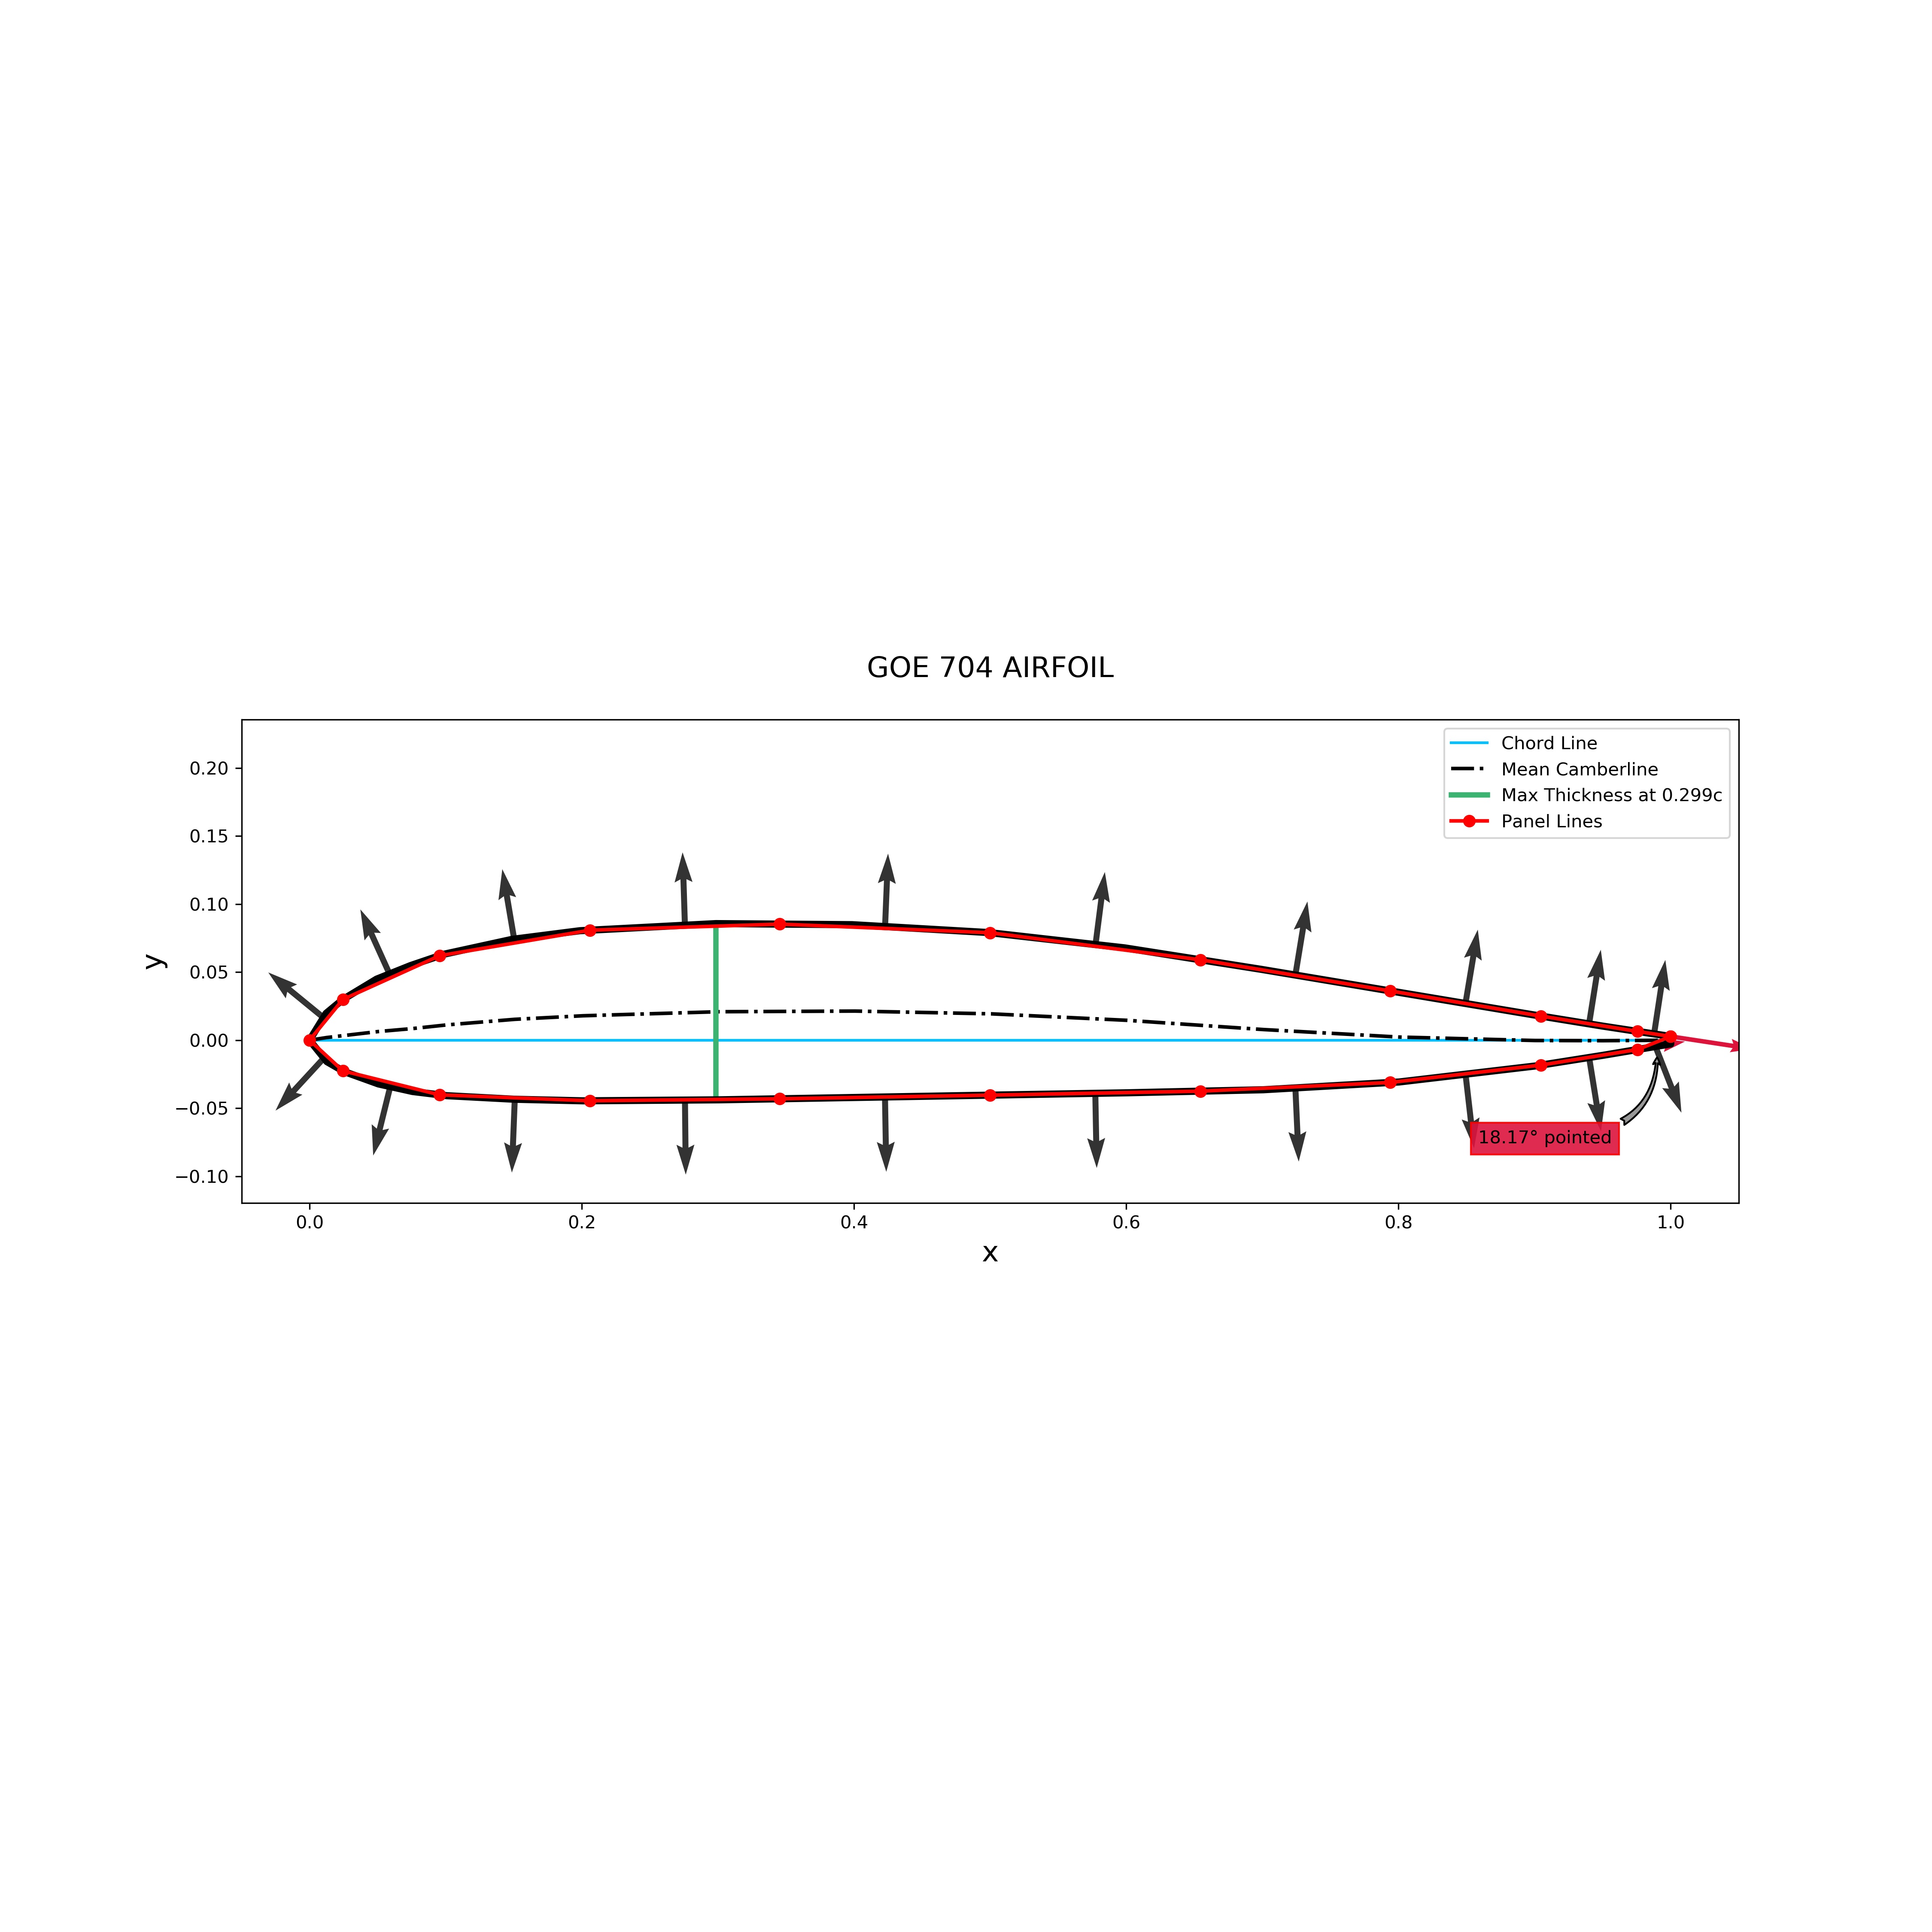 GOE 704 AIRFOIL
Chord Line
Mean Camberline
Max Thickness at 0.299c
Panel Lines
y
0.20
0.15
0.10
0.05
0.00
−0.05
−0.10
18.17° pointed
0.0 0.2 0.4 0.6 0.8 1.0
x